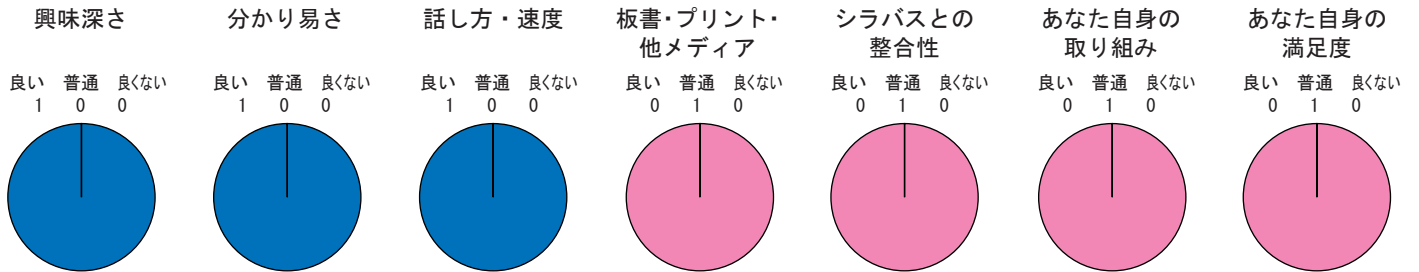 興味深さ
良い 普通 良くない
1 0 0
分かり易さ
良い 普通 良くない
1 0 0
話し方・速度
良い 普通 良くない
1 0 0
板書・プリント・
他メディア
良い 普通 良くない
0 1 0
シラバスとの
整合性
良い 普通 良くない
0 1 0
あなた自身の
取り組み
良い 普通 良くない
0 1 0
あなた自身の
満足度
良い 普通 良くない
0 1 0